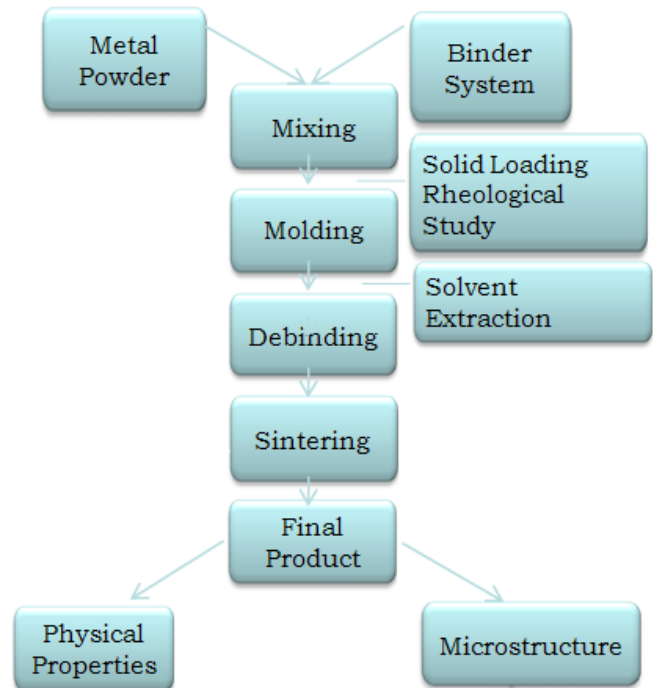 Metal
Powder
Binder
System
Mixing
Solid Loading
Rheological
Study
Molding
Solvent
Extraction
Debinding
Sintering
Final
Product
Physical
Properties
Microstructure